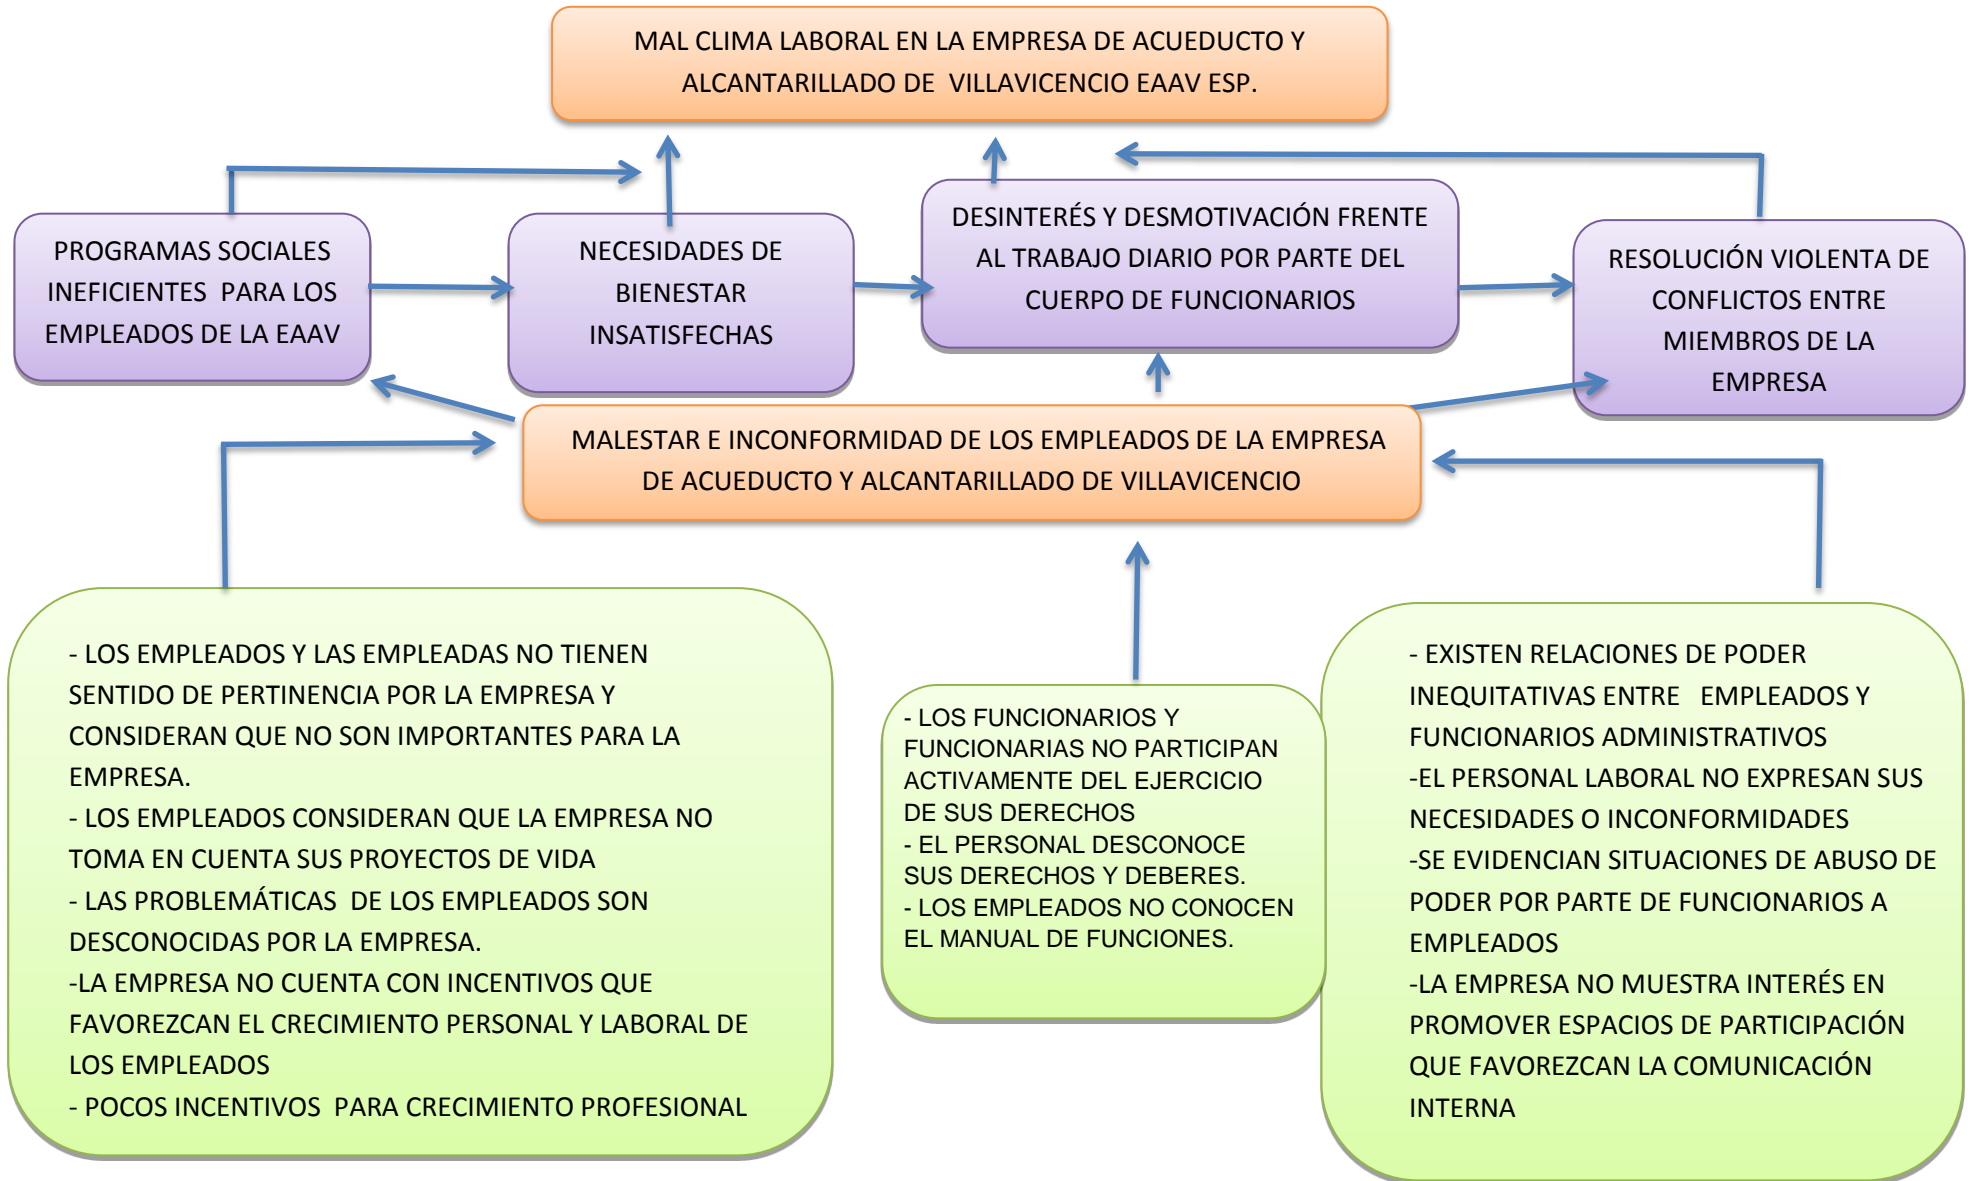 MAL CLIMA LABORAL EN LA EMPRESA DE ACUEDUCTO Y
ALCANTARILLADO DE VILLAVICENCIO EAAV ESP.
PROGRAMAS SOCIALES
INEFICIENTES PARA LOS
EMPLEADOS DE LA EAAV
NECESIDADES DE
BIENESTAR
INSATISFECHAS
DESINTERÉS Y DESMOTIVACIÓN FRENTE
AL TRABAJO DIARIO POR PARTE DEL
CUERPO DE FUNCIONARIOS
RESOLUCIÓN VIOLENTA DE
CONFLICTOS ENTRE
MIEMBROS DE LA
EMPRESA
MALESTAR E INCONFORMIDAD DE LOS EMPLEADOS DE LA EMPRESA
DE ACUEDUCTO Y ALCANTARILLADO DE VILLAVICENCIO
- LOS EMPLEADOS Y LAS EMPLEADAS NO TIENEN
SENTIDO DE PERTINENCIA POR LA EMPRESA Y
CONSIDERAN QUE NO SON IMPORTANTES PARA LA
EMPRESA.
- LOS EMPLEADOS CONSIDERAN QUE LA EMPRESA NO
TOMA EN CUENTA SUS PROYECTOS DE VIDA
- LAS PROBLEMÁTICAS DE LOS EMPLEADOS SON
DESCONOCIDAS POR LA EMPRESA.
-LA EMPRESA NO CUENTA CON INCENTIVOS QUE
FAVOREZCAN EL CRECIMIENTO PERSONAL Y LABORAL DE
LOS EMPLEADOS
- POCOS INCENTIVOS PARA CRECIMIENTO PROFESIONAL
- LOS FUNCIONARIOS Y
FUNCIONARIAS NO PARTICIPAN
ACTIVAMENTE DEL EJERCICIO
DE SUS DERECHOS
- EL PERSONAL DESCONOCE
SUS DERECHOS Y DEBERES.
- LOS EMPLEADOS NO CONOCEN
EL MANUAL DE FUNCIONES.
- EXISTEN RELACIONES DE PODER
INEQUITATIVAS ENTRE EMPLEADOS Y
FUNCIONARIOS ADMINISTRATIVOS
-EL PERSONAL LABORAL NO EXPRESAN SUS
NECESIDADES O INCONFORMIDADES
-SE EVIDENCIAN SITUACIONES DE ABUSO DE
PODER POR PARTE DE FUNCIONARIOS A
EMPLEADOS
-LA EMPRESA NO MUESTRA INTERÉS EN
PROMOVER ESPACIOS DE PARTICIPACIÓN
QUE FAVOREZCAN LA COMUNICACIÓN
INTERNA